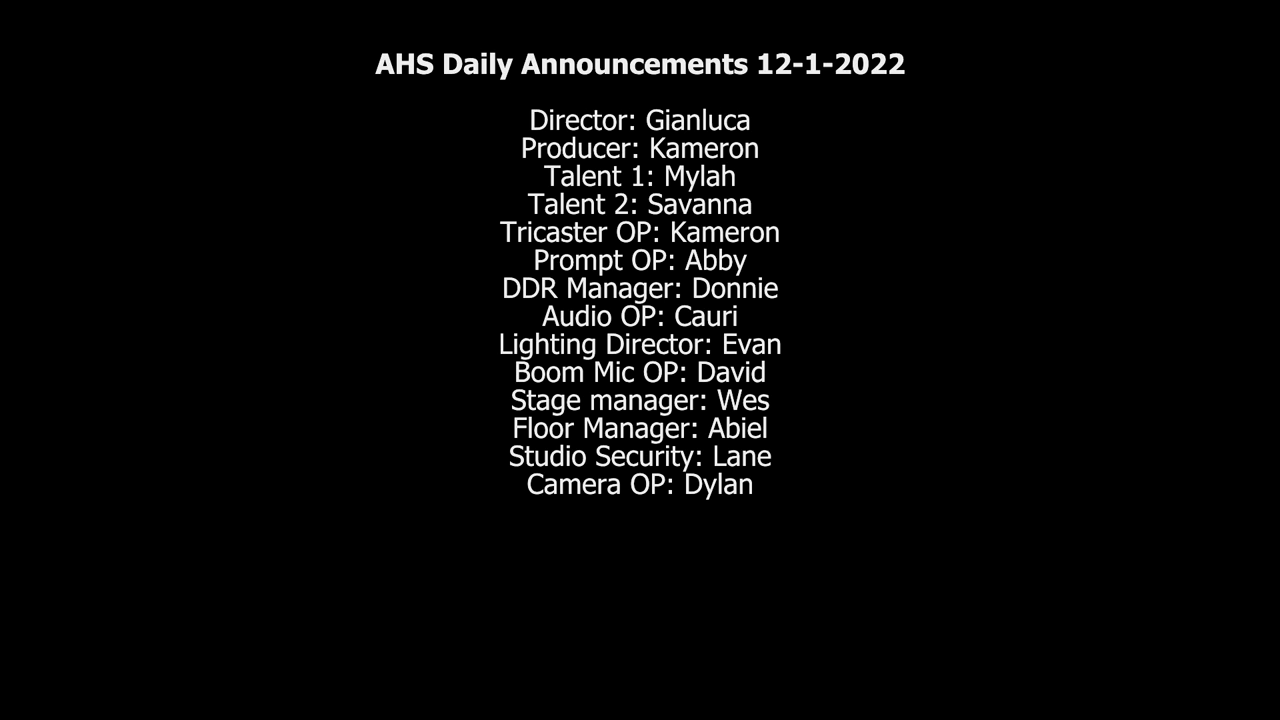 AHS Daily Announcements 12-1-2022
Director: Gianluca
Producer: Kameron
Talent 1: Mylah
Talent 2: Savanna
Tricaster OP: Kameron
Prompt OP: Abby
DDR Manager: Donnie
Audio OP: Cauri
Lighting Director: Evan
Boom Mic OP: David
Stage manager: Wes
Floor Manager: Abiel
Studio Security: Lane
Camera OP: Dylan